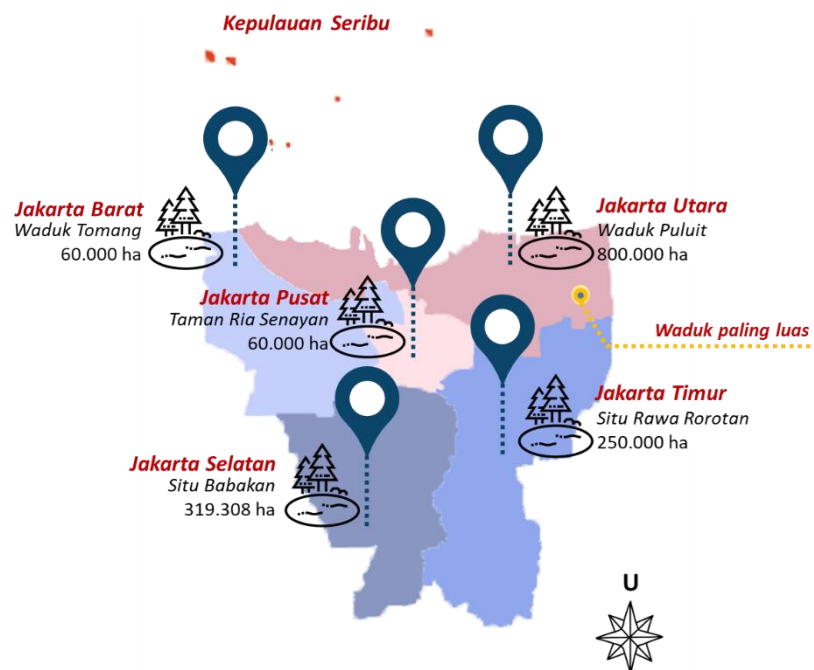 Kepulauan Seribu
Jakarta Barat
Waduk Tomang
60.000 ha
Jakarta Utara
Waduk Puluit
800.000 ha
Jakarta Pusat
Taman Ria Senayan
60.000 ha
Waduk paling luas
Jakarta Timur
Situ Rawa Rorotan
250.000 ha
Jakarta Selatan
Situ Babakan
319.308 ha
U